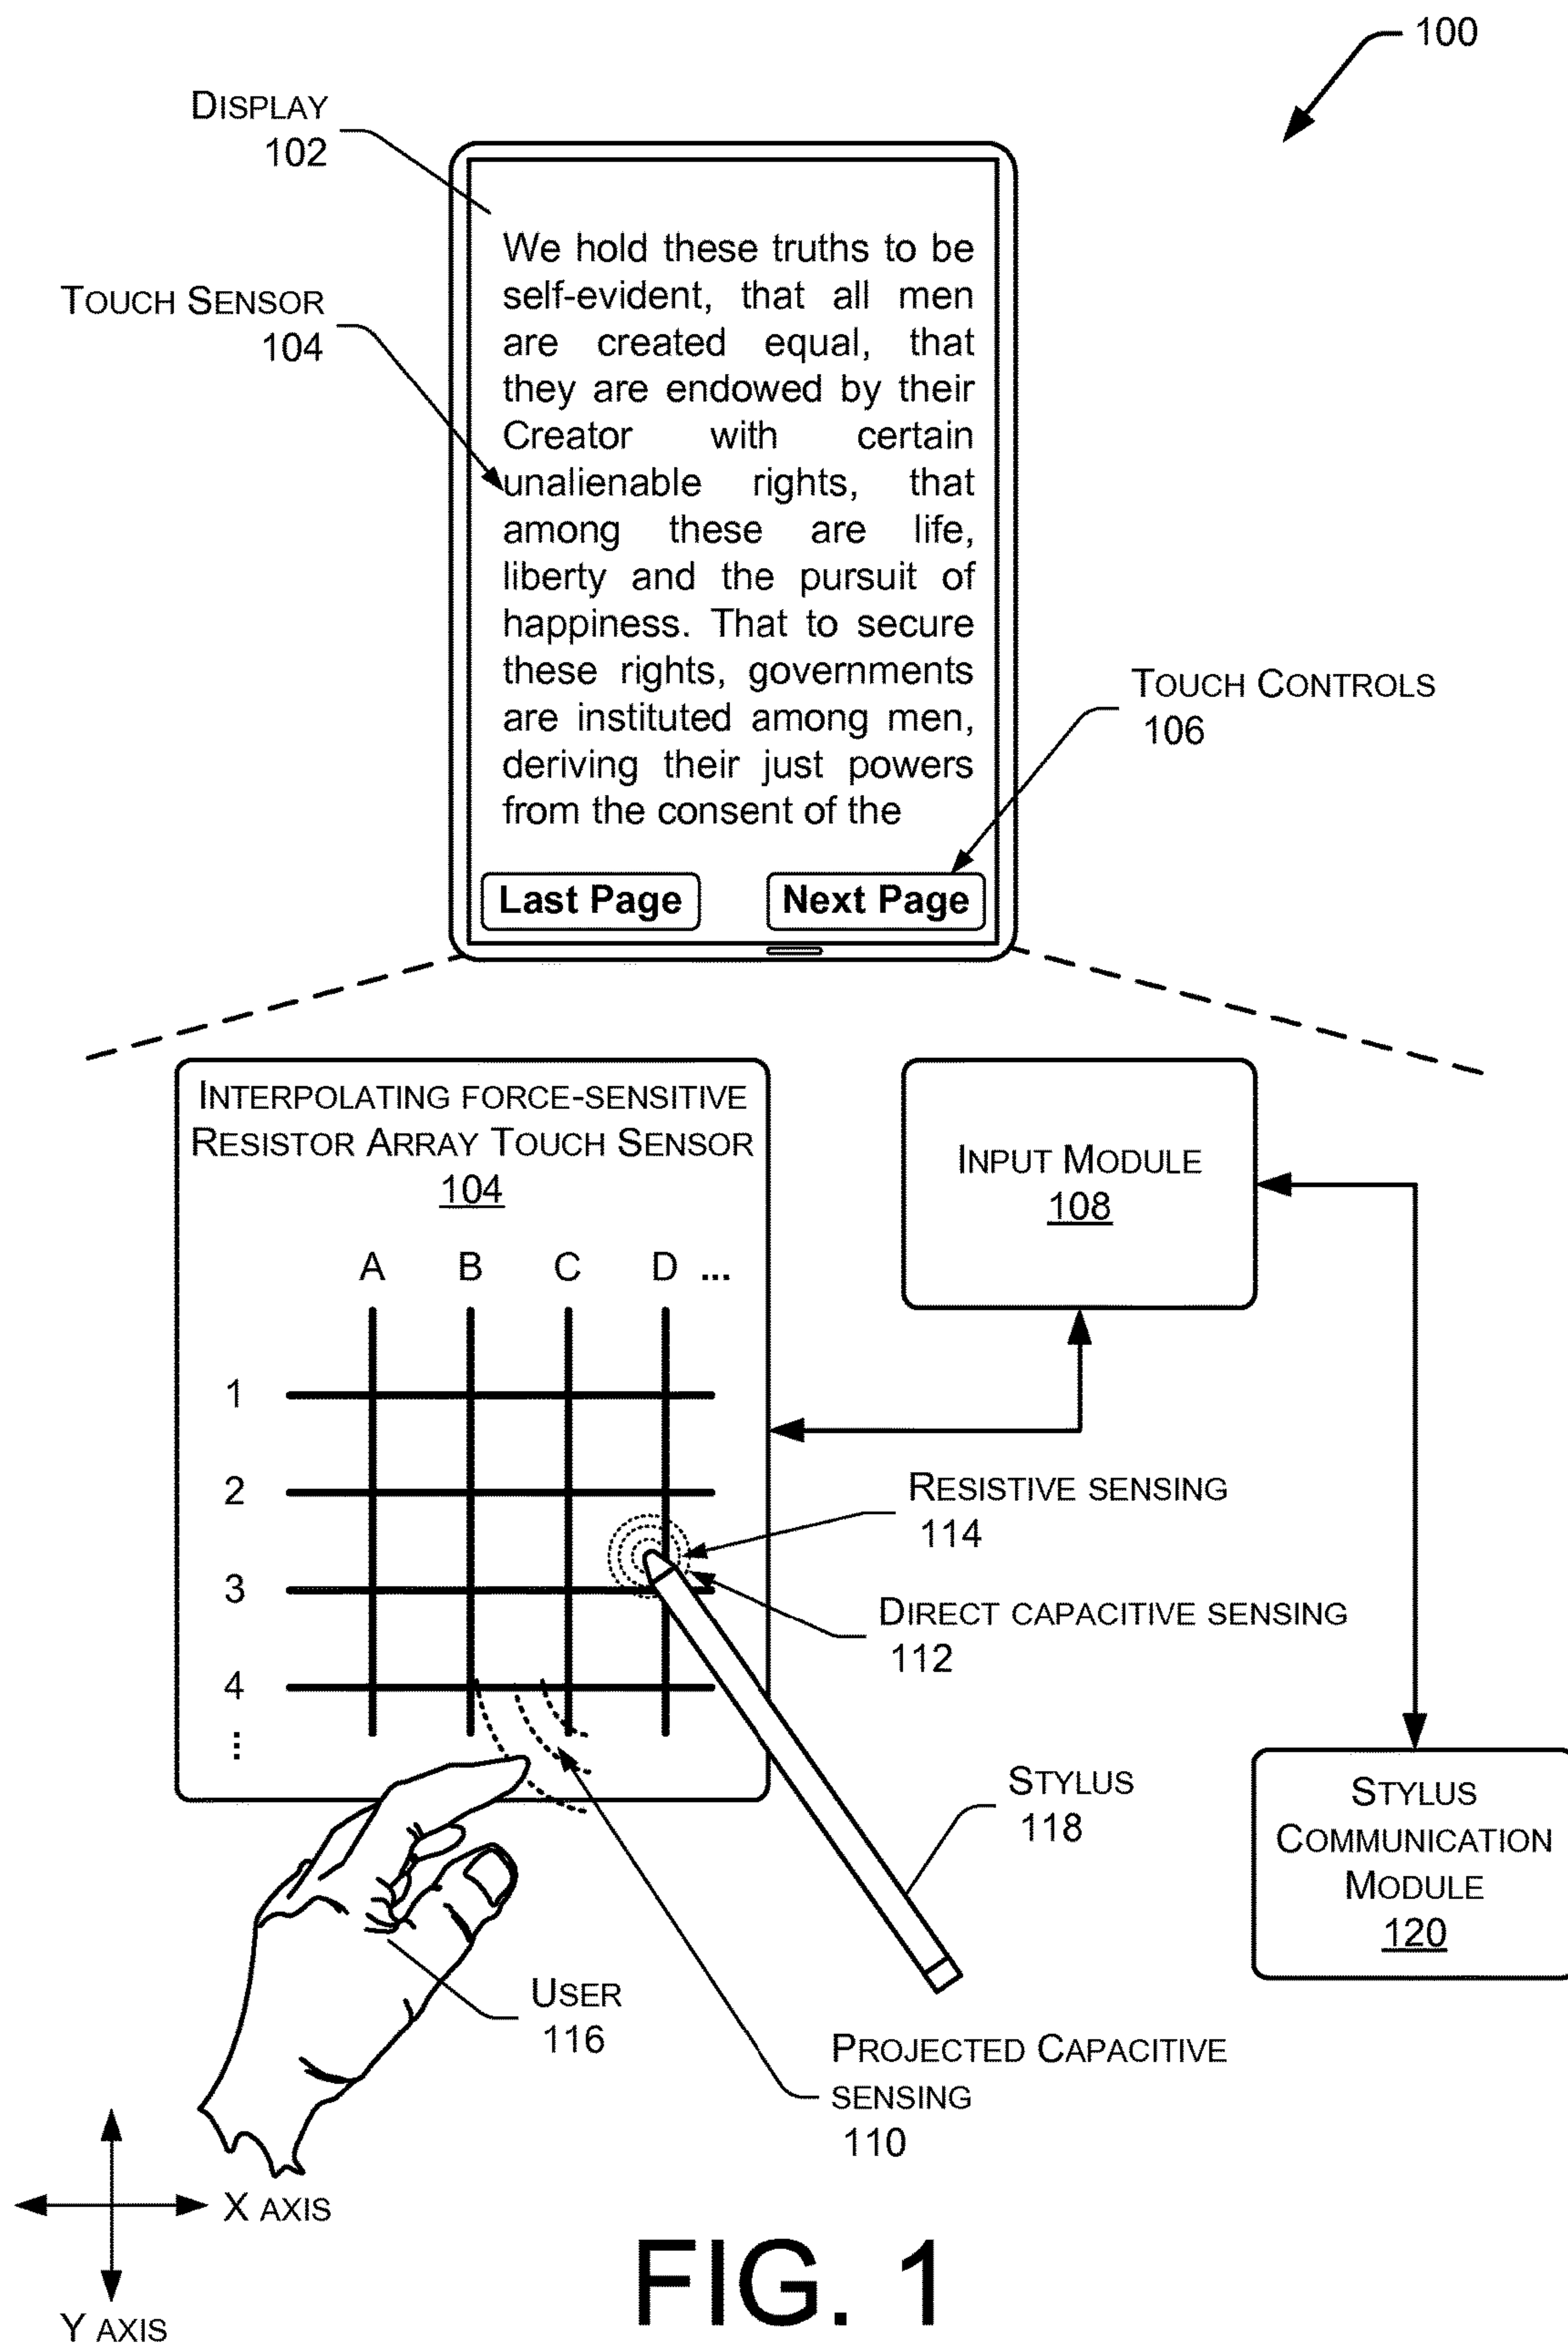 100
DISPLAY
102
We hold these truths to be
self-evident, that all men
are created equal, that
they are endowed by their
Creator with certain
unalienable rights, that
among these are life,
liberty and the pursuit of
happiness. That to secure
these rights, governments
are instituted among men,
deriving their just powers
from the consent of the
Last Page
Next Page
TOUCH SENSOR
104
TOUCH CONTROLS
106
INTERPOLATING FORCE-SENSITIVE
RESISTOR ARRAY TOUCH SENSOR
104
A B C D ...
1
2
3
4
...
INPUT MODULE
108
RESISTIVE SENSING
114
DIRECT CAPACITIVE SENSING
112
STYLUS
118
STYLUS
COMMUNICATION
MODULE
120
USER
116
PROJECTED CAPACITIVE
SENSING
110
X AXIS
Y AXIS
FIG. 1